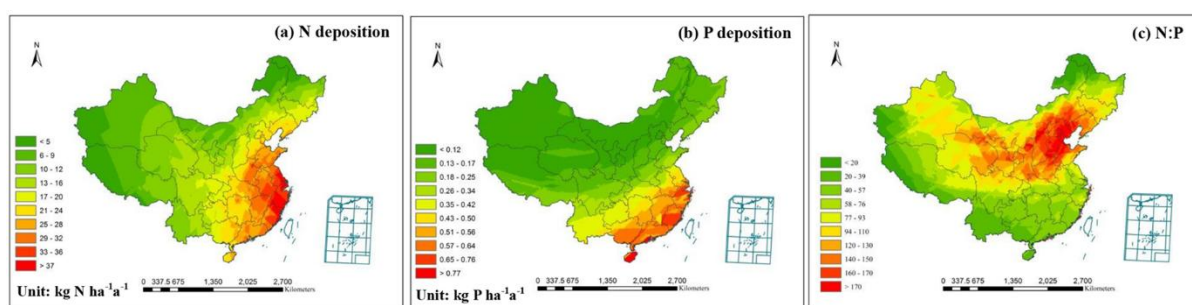 (a) N deposition
N
< 5
6 - 9
10 - 12
13 - 16
17 - 20
21 - 24
25 - 28
29 - 32
33 - 36
> 37
Unit: kg N ha⁻¹a⁻¹
0 337.5 675 1,350 2,025 2,700
Kilometers
(b) P deposition
N
< 0.12
0.13 - 0.17
0.18 - 0.25
0.26 - 0.34
0.35 - 0.42
0.43 - 0.50
0.51 - 0.56
0.57 - 0.64
0.65 - 0.76
> 0.77
Unit: kg P ha⁻¹a⁻¹
0 337.5 675 1,350 2,025 2,700
Kilometers
(c) N:P
N
< 20
20 - 39
40 - 57
58 - 76
77 - 93
94 - 110
120 - 130
140 - 150
160 - 170
> 170
0 337.5 675 1,350 2,025 2,700
Kilometers